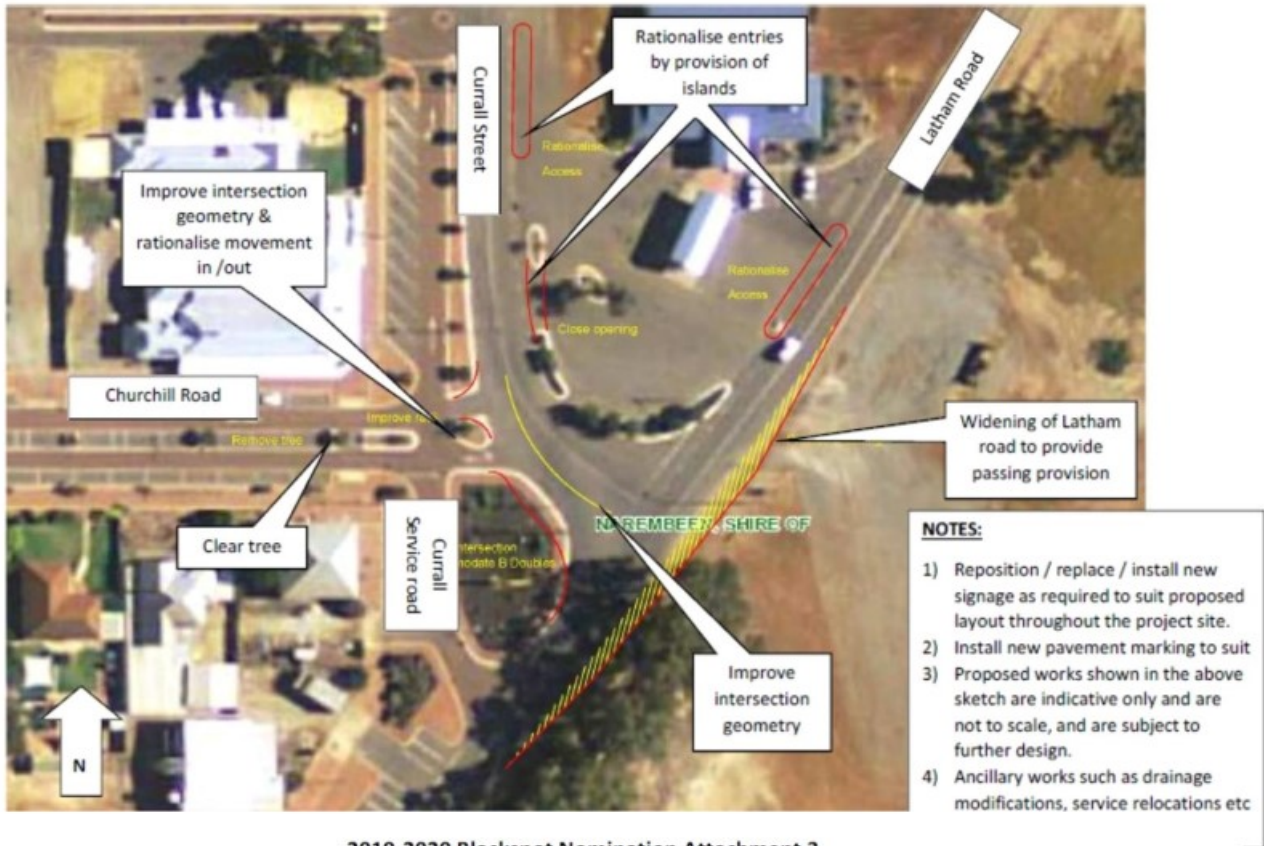 Rationalise entries
by provision of
islands
Currall
Street
Latham Road
Rationalise
Access
Improve intersection
geometry &
rationalise movement
in /out
Rationalise
Access
Close opening
Churchill Road
Improve
Remove tree
Widening of Latham
road to provide
passing provision
Clear tree
Currall
Service road
NAREMBEEN, SHIRE OF
ntersection
modate B Doubles
Improve
intersection
geometry
N
NOTES:
1) Reposition / replace / install new
signage as required to suit proposed
layout throughout the project site.
2) Install new pavement marking to suit
3) Proposed works shown in the above
sketch are indicative only and are
not to scale, and are subject to
further design.
4) Ancillary works such as drainage
modifications, service relocations etc
2019-2020 Blackspot Nomination Attachment